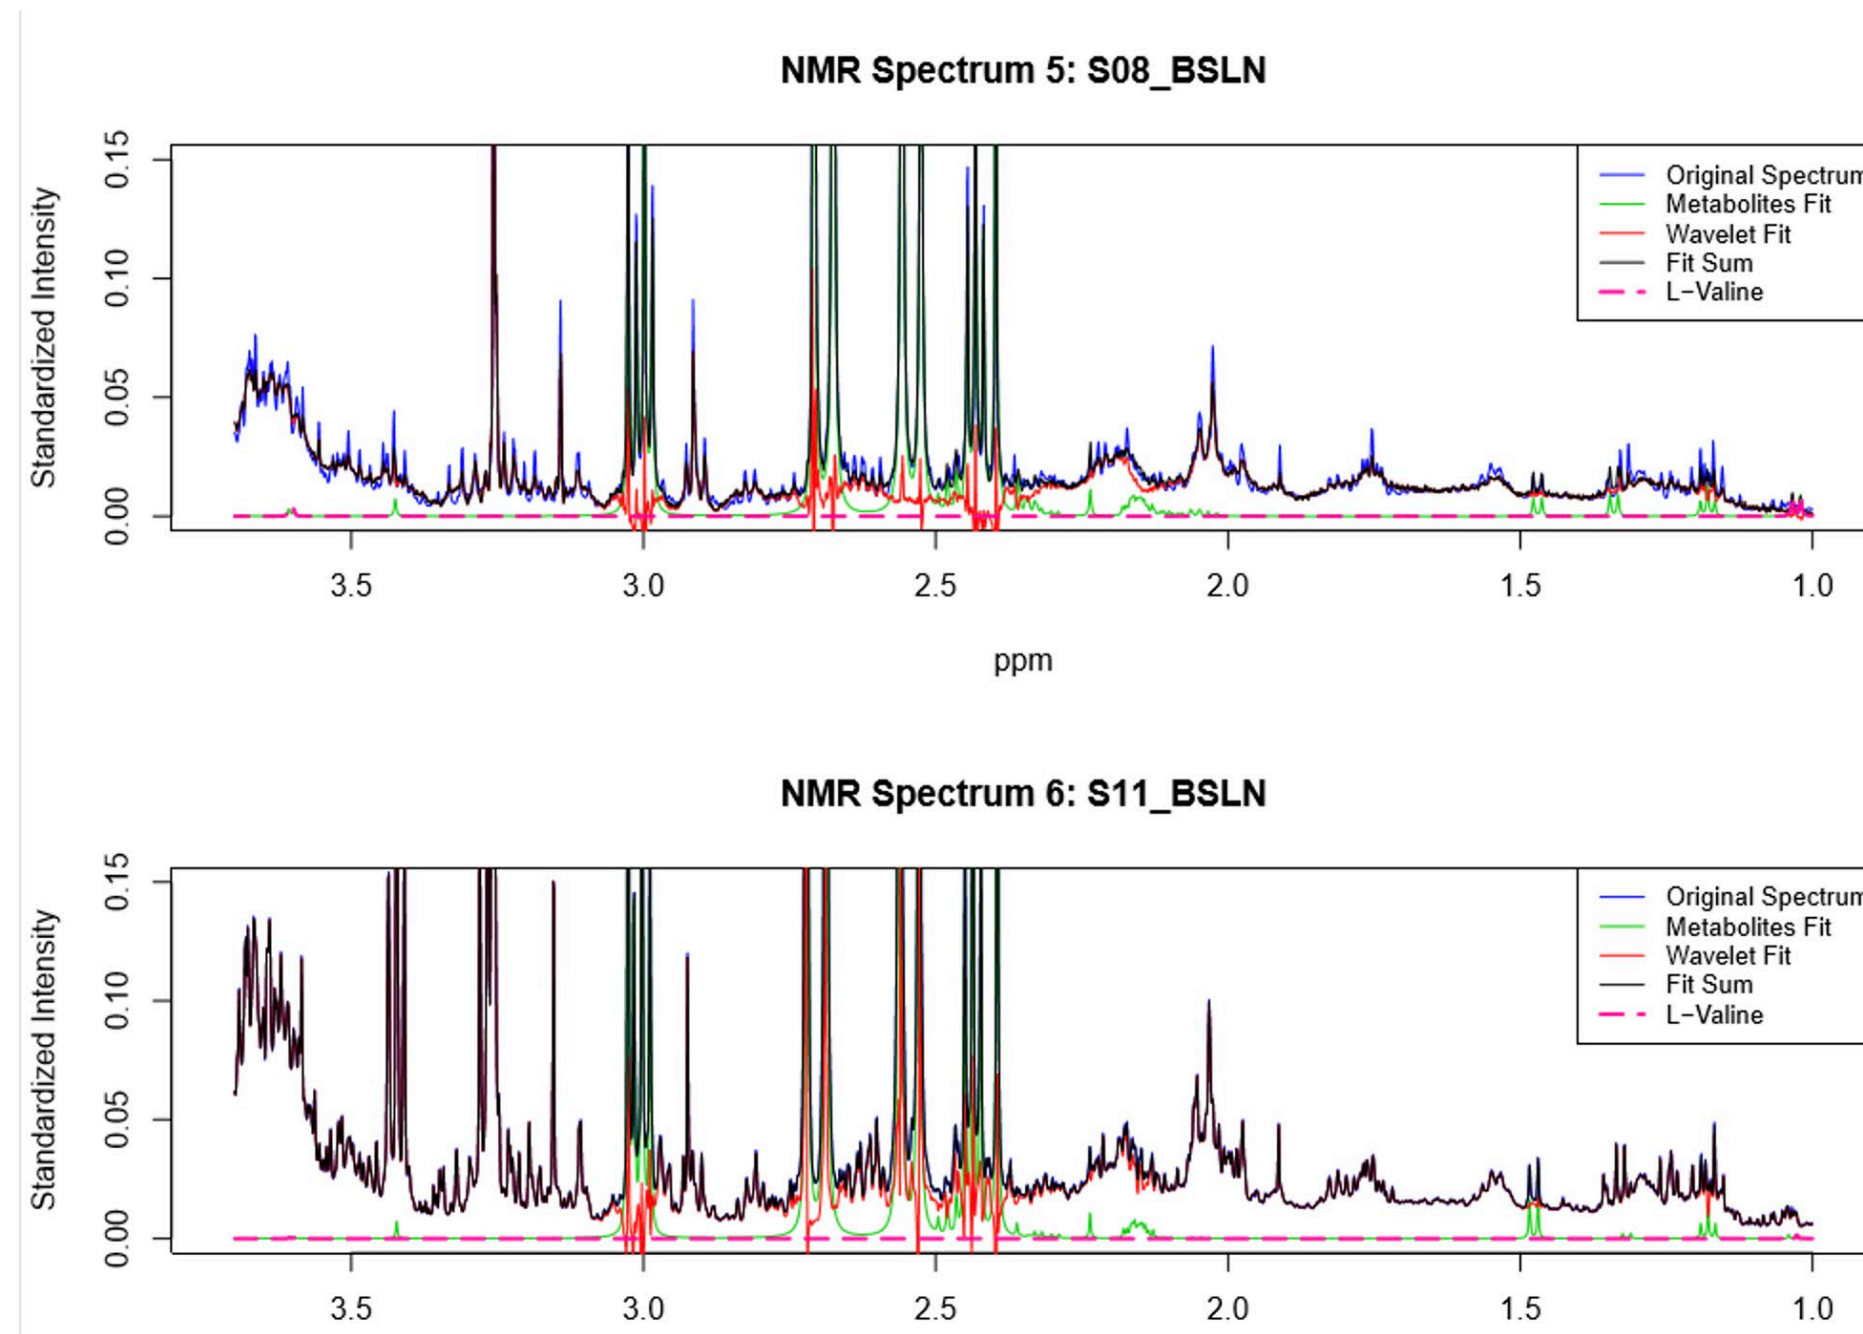 NMR Spectrum 5: S08_BSLN
Standardized Intensity
0.15
0.10
0.05
0.00
Original Spectrum
Metabolites Fit
Wavelet Fit
Fit Sum
L−Valine
3.5 3.0 2.5 2.0 1.5 1.0
ppm
NMR Spectrum 6: S11_BSLN
Standardized Intensity
0.15
0.10
0.05
0.00
Original Spectrum
Metabolites Fit
Wavelet Fit
Fit Sum
L−Valine
3.5 3.0 2.5 2.0 1.5 1.0